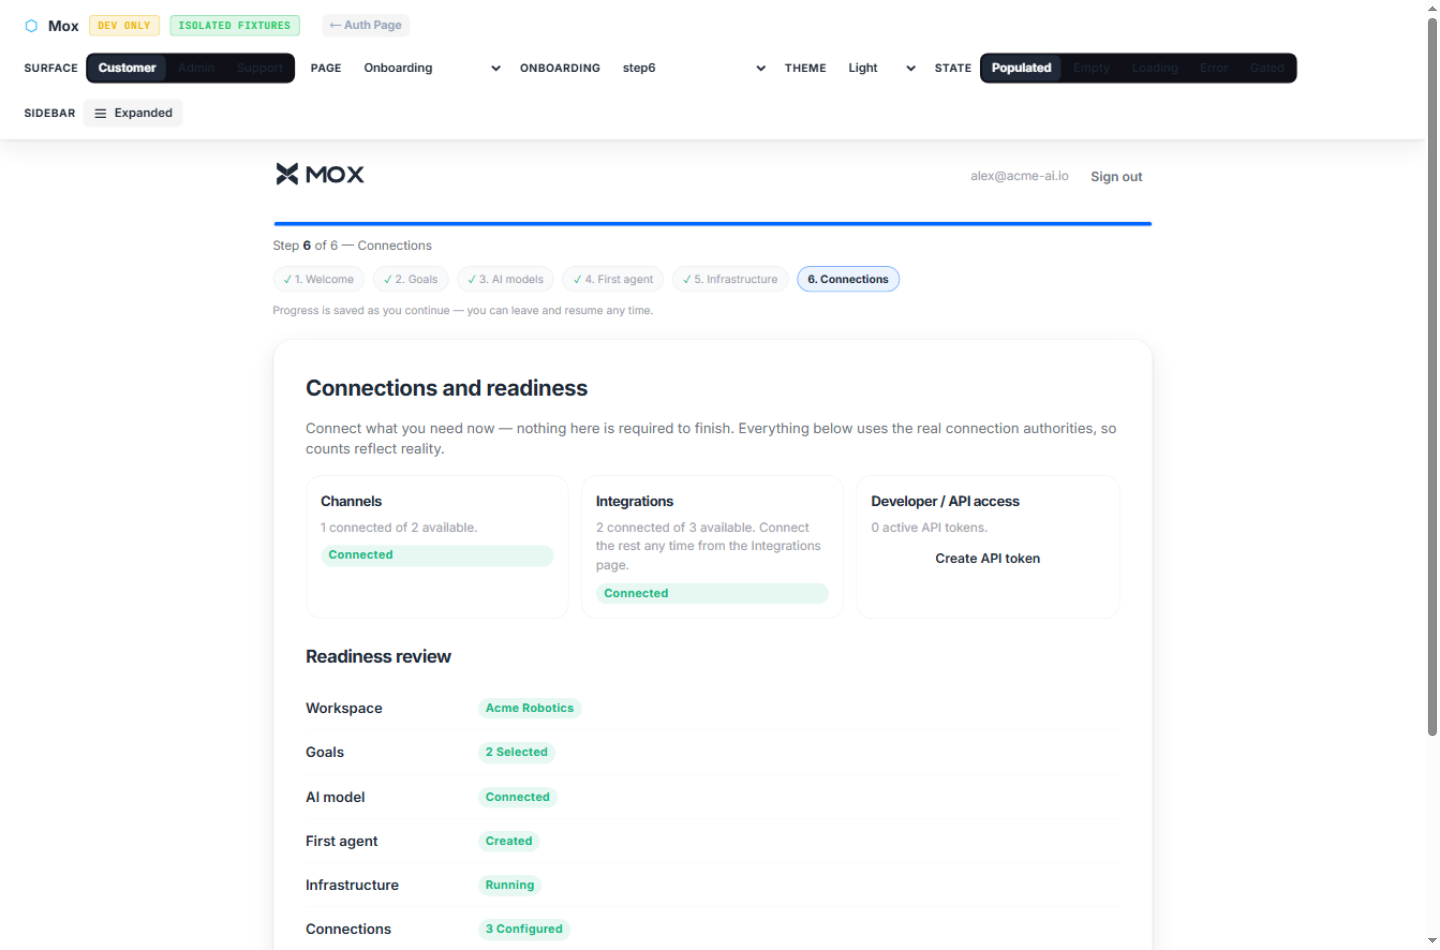 Mox DEV ONLY ISOLATED FIXTURES ← Auth Page
SURFACE Customer Admin Support PAGE Onboarding ONBOARDING step6 THEME Light STATE Populated Empty Loading Error Gated
SIDEBAR Expanded
MOX alex@acme-ai.io Sign out
Step 6 of 6 — Connections
✓ 1. Welcome ✓ 2. Goals ✓ 3. AI models ✓ 4. First agent ✓ 5. Infrastructure 6. Connections
Progress is saved as you continue — you can leave and resume any time.
Connections and readiness
Connect what you need now — nothing here is required to finish. Everything below uses the real connection authorities, so
counts reflect reality.
Channels
1 connected of 2 available.
Connected
Integrations
2 connected of 3 available. Connect
the rest any time from the Integrations
page.
Connected
Developer / API access
0 active API tokens.
Create API token
Readiness review
Workspace Acme Robotics
Goals 2 Selected
AI model Connected
First agent Created
Infrastructure Running
Connections 3 Configured